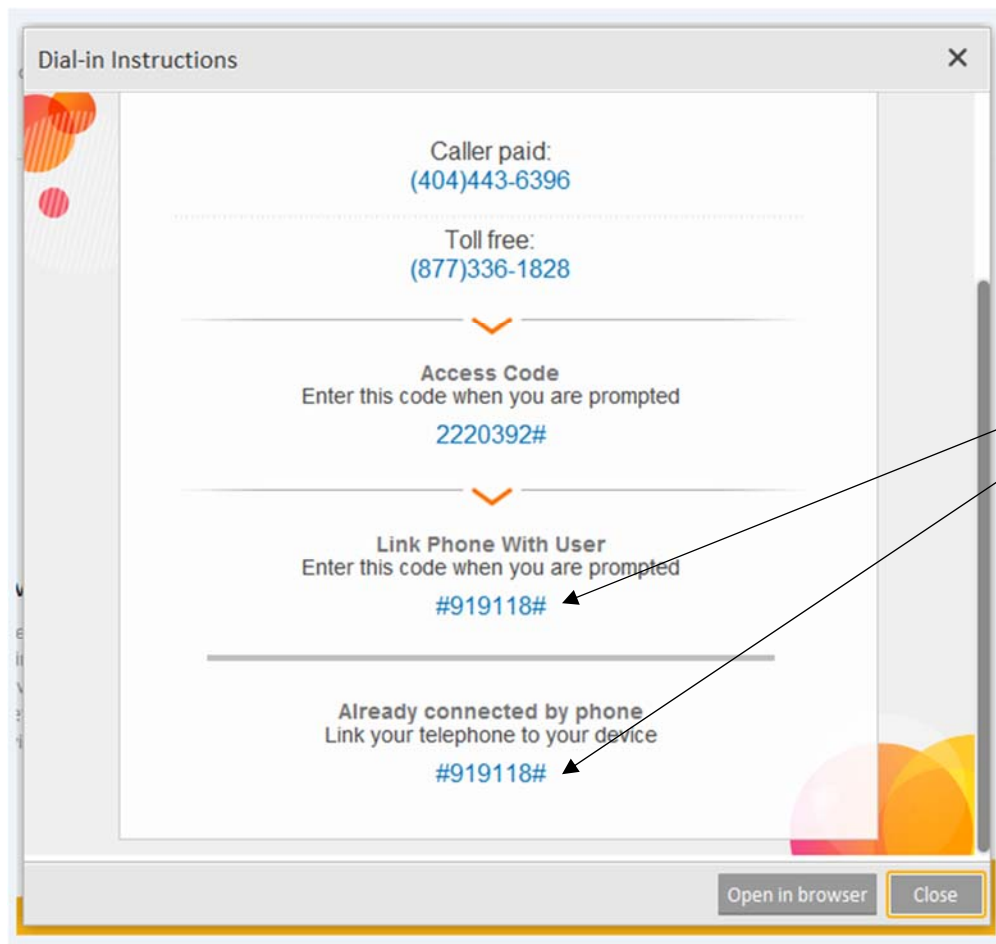 Dial-in Instructions
Caller paid:
(404)443-6396
Toll free:
(877)336-1828
Access Code
Enter this code when you are prompted
2220392#
Link Phone With User
Enter this code when you are prompted
#919118#
Already connected by phone
Link your telephone to your device
#919118#
Open in browser
Close